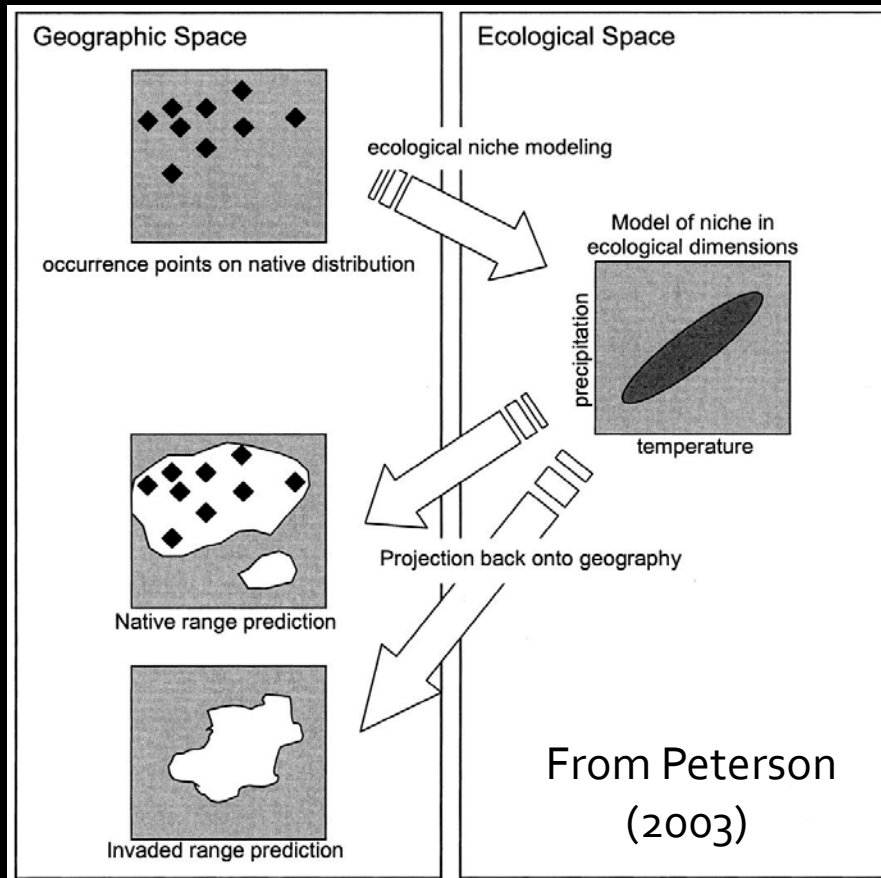 Geographic Space
Ecological Space
ecological niche modeling
occurrence points on native distribution
Model of niche in
ecological dimensions
precipitation
temperature
Projection back onto geography
Native range prediction
Invaded range prediction
From Peterson
(2003)